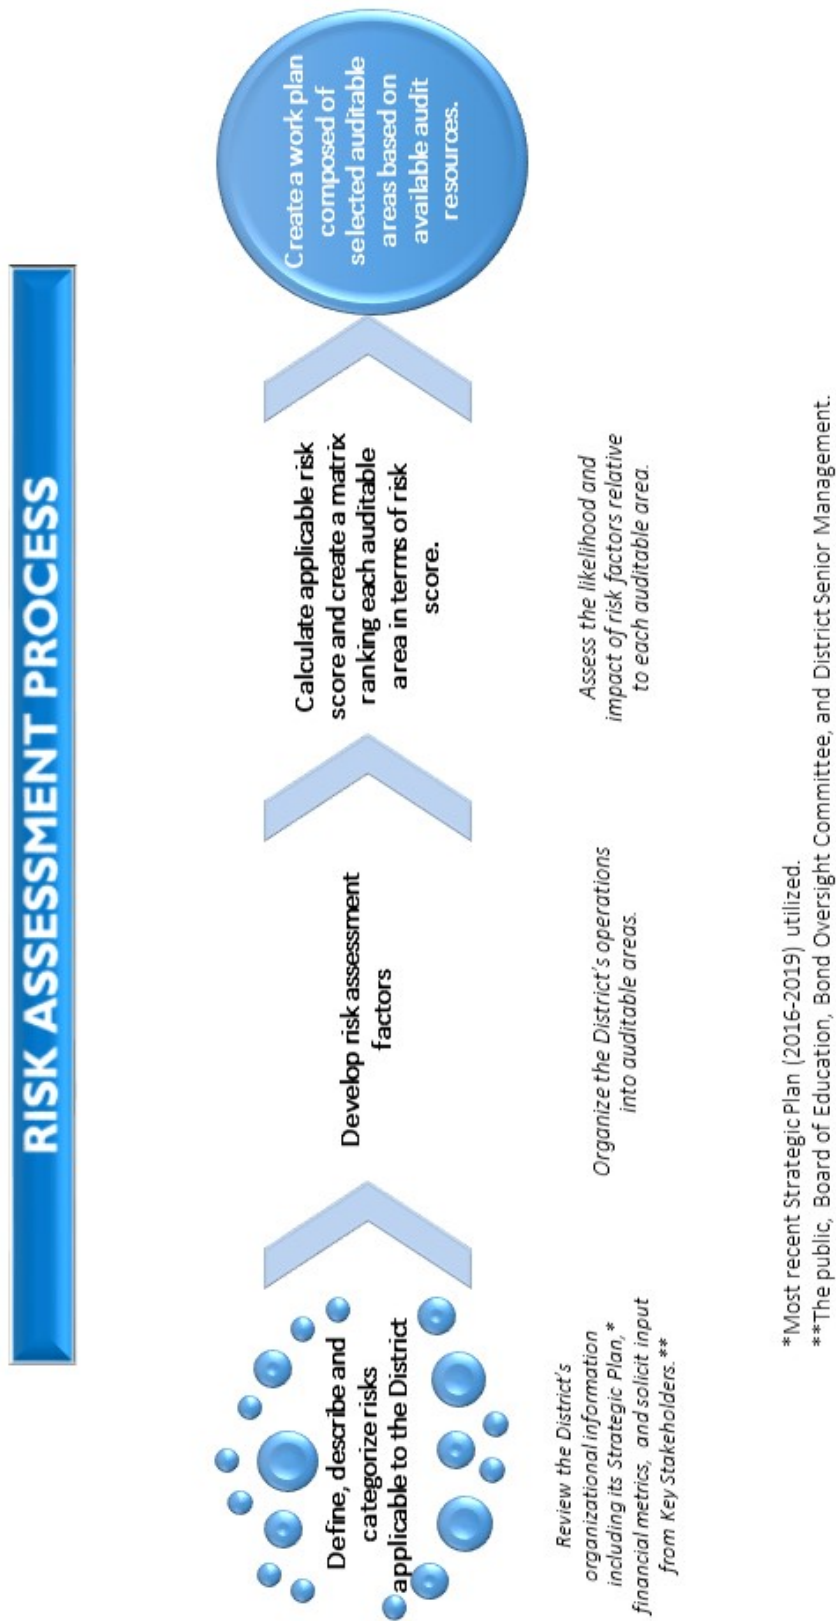 RISK ASSESSMENT PROCESS
Define, describe and
categorize risks
applicable to the District
Develop risk assessment
factors
Calculate applicable risk
score and create a matrix
ranking each auditable
area in terms of risk
score.
Create a work plan
composed of
selected auditable
areas based on
available audit
resources.
Review the District's
organizational information
including its Strategic Plan,*
financial metrics, and solicit input
from Key Stakeholders.**
Organize the District's operations
into auditable areas.
Assess the likelihood and
impact of risk factors relative
to each auditable area.
*Most recent Strategic Plan (2016-2019) utilized.
**The public, Board of Education, Bond Oversight Committee, and District Senior Management.